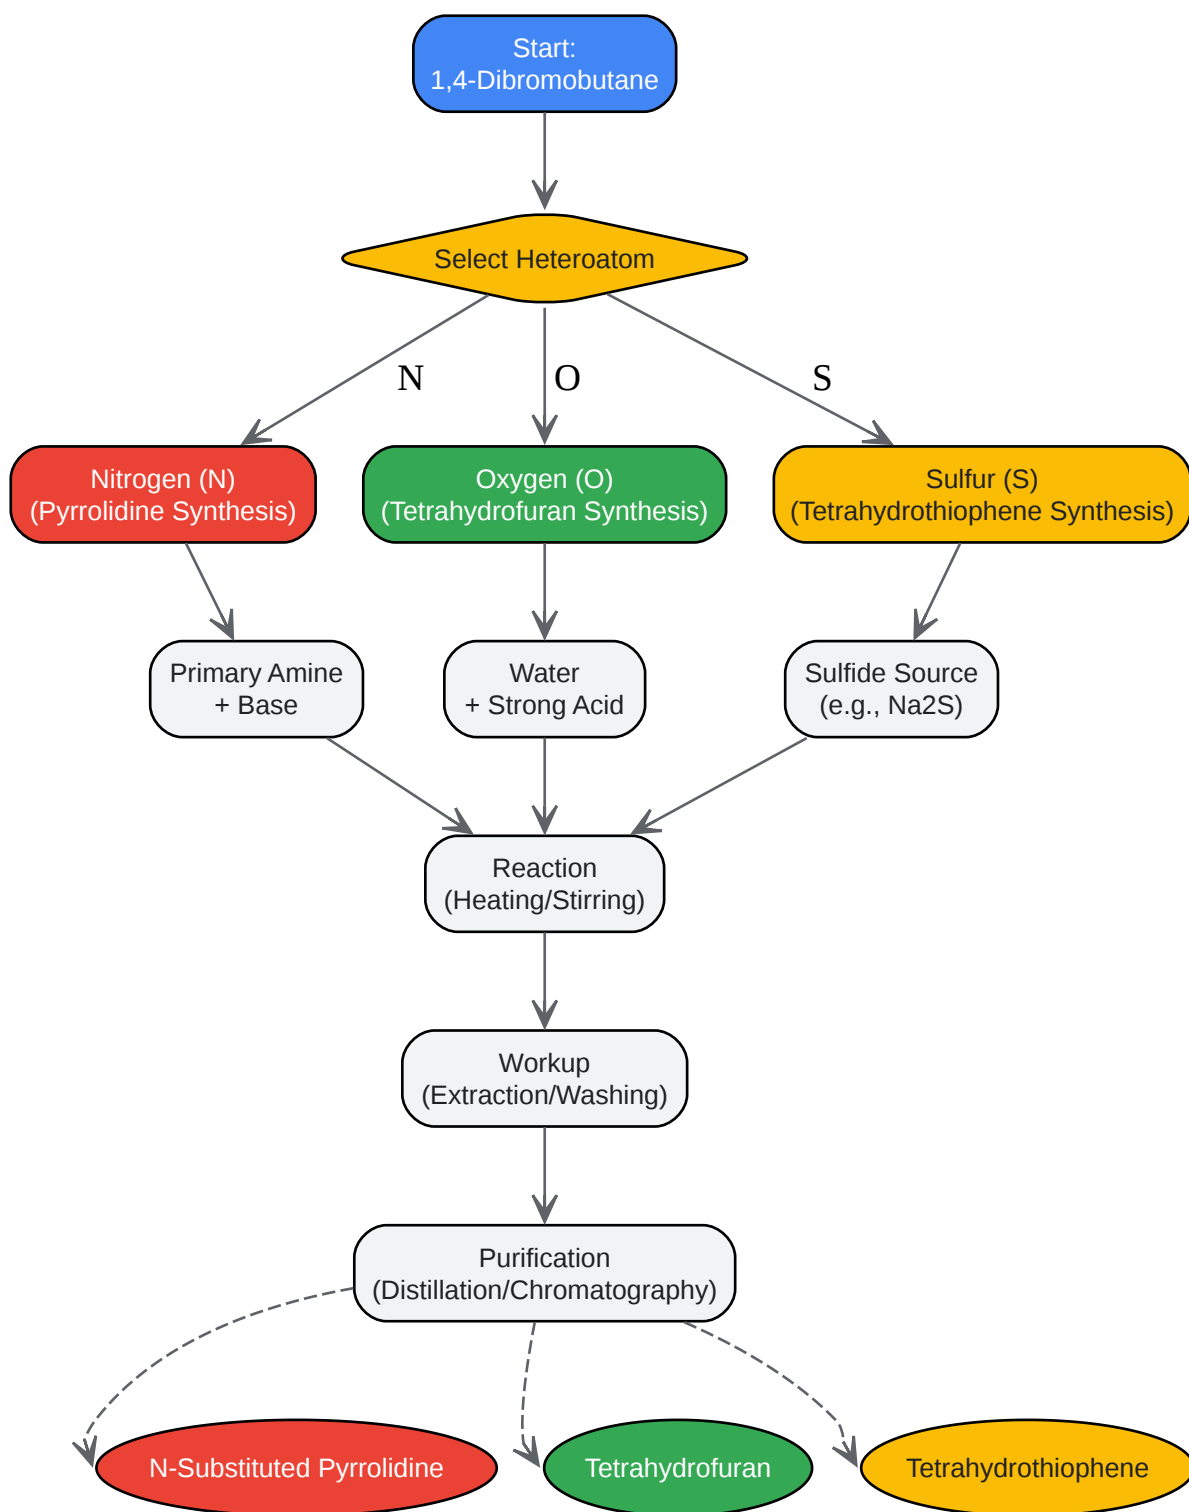 Start:
1,4-Dibromobutane
Select Heteroatom
N
O
S
Nitrogen (N)
(Pyrrolidine Synthesis)
Oxygen (O)
(Tetrahydrofuran Synthesis)
Sulfur (S)
(Tetrahydrothiophene Synthesis)
Primary Amine
+ Base
Water
+ Strong Acid
Sulfide Source
(e.g., Na2S)
Reaction
(Heating/Stirring)
Workup
(Extraction/Washing)
Purification
(Distillation/Chromatography)
N-Substituted Pyrrolidine
Tetrahydrofuran
Tetrahydrothiophene